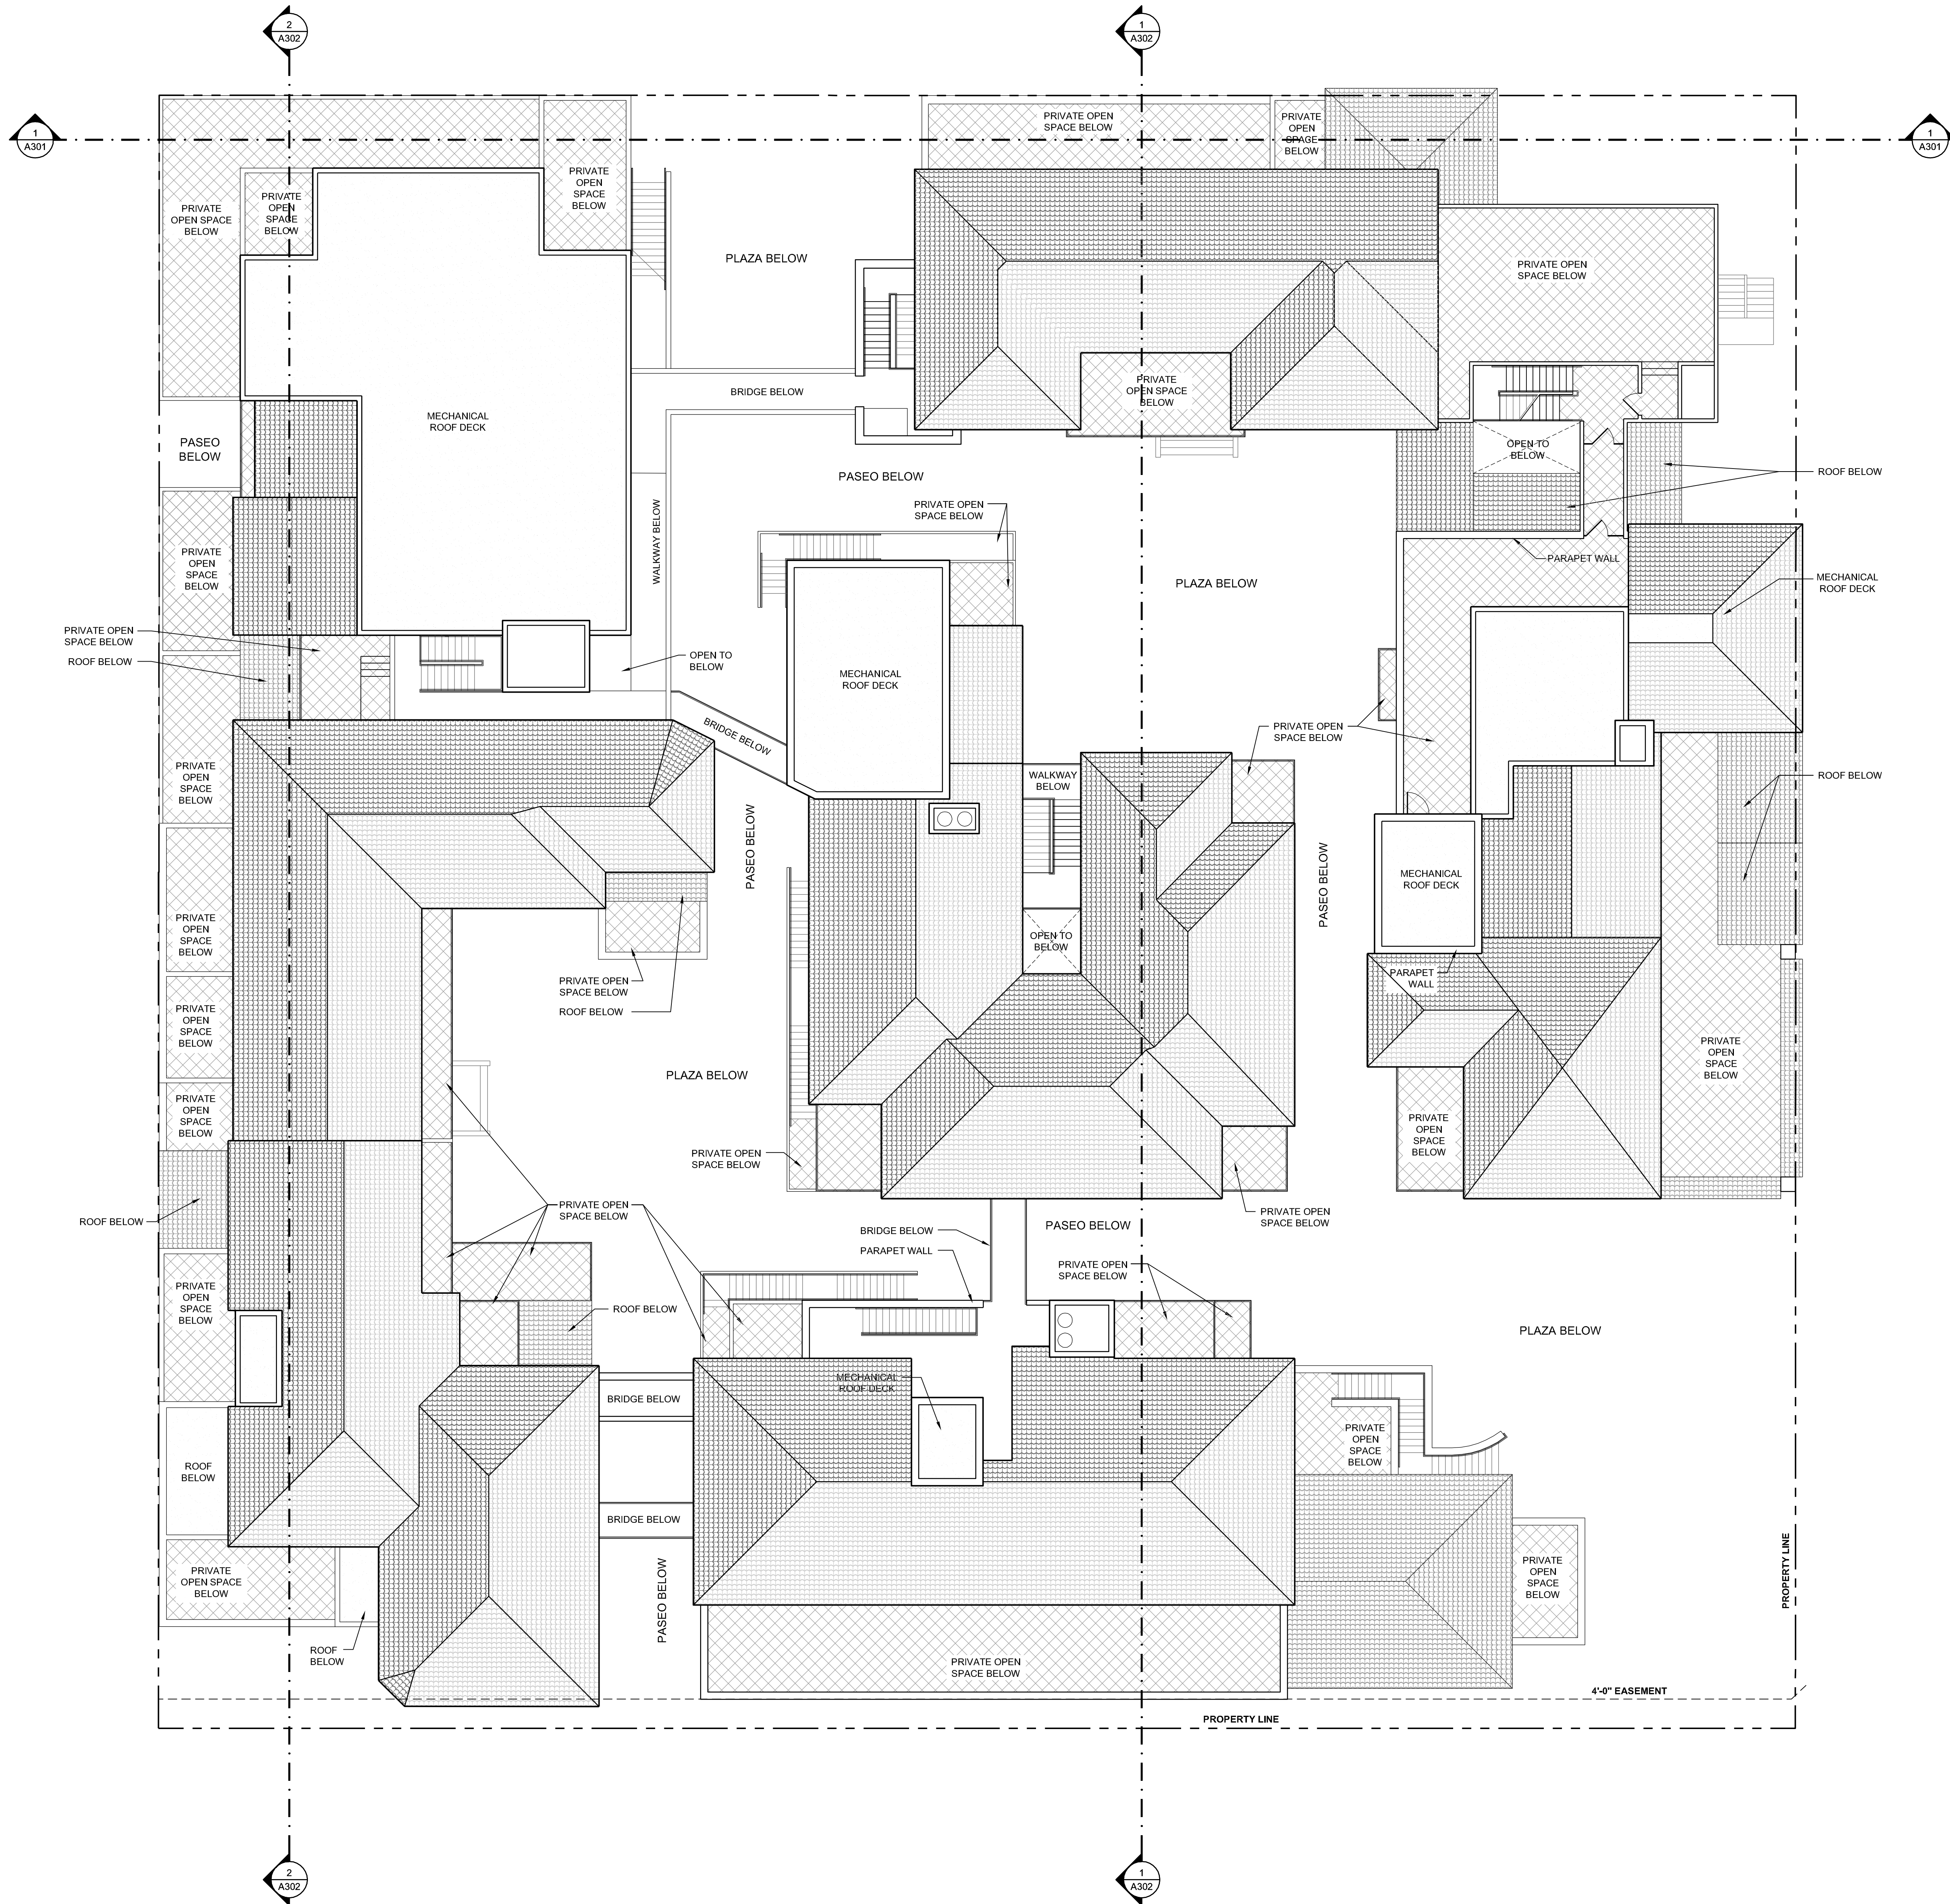 2
A302
1
A302
1
A301
1
A301
PRIVATE OPEN
SPACE BELOW
PRIVATE
OPEN
SPACE
BELOW
PRIVATE
OPEN
SPACE
BELOW
PRIVATE
OPEN SPACE
BELOW
PRIVATE
OPEN
SPACE
BELOW
PLAZA BELOW
PRIVATE OPEN
SPACE BELOW
BRIDGE BELOW
PRIVATE
OPEN SPACE
BELOW
MECHANICAL
ROOF DECK
PASEO
BELOW
OPEN TO
BELOW
ROOF BELOW
PASEO BELOW
PRIVATE OPEN
SPACE BELOW
WALKWAY BELOW
PRIVATE
OPEN
SPACE
BELOW
PARAPET WALL
PLAZA BELOW
MECHANICAL
ROOF DECK
PRIVATE OPEN
SPACE BELOW
ROOF BELOW
OPEN TO
BELOW
MECHANICAL
ROOF DECK
BRIDGE BELOW
PRIVATE OPEN
SPACE BELOW
PRIVATE
OPEN
SPACE
BELOW
WALKWAY
BELOW
ROOF BELOW
PASEO BELOW
PASEO BELOW
MECHANICAL
ROOF DECK
PRIVATE
OPEN
SPACE
BELOW
OPEN TO
BELOW
PRIVATE OPEN
SPACE BELOW
ROOF BELOW
PARAPET
WALL
PRIVATE
OPEN
SPACE
BELOW
PRIVATE
OPEN
SPACE
BELOW
PLAZA BELOW
PRIVATE
OPEN
SPACE
BELOW
PRIVATE
OPEN
SPACE
BELOW
PRIVATE OPEN
SPACE BELOW
ROOF BELOW
PRIVATE OPEN
SPACE BELOW
PRIVATE OPEN
SPACE BELOW
BRIDGE BELOW
PASEO BELOW
PARAPET WALL
PRIVATE OPEN
SPACE BELOW
PRIVATE
OPEN
SPACE
BELOW
ROOF BELOW
PLAZA BELOW
MECHANICAL
ROOF DECK
BRIDGE BELOW
PRIVATE
OPEN
SPACE
BELOW
ROOF
BELOW
BRIDGE BELOW
PRIVATE
OPEN SPACE
BELOW
PASEO BELOW
PRIVATE
OPEN
SPACE
BELOW
PROPERTY LINE
ROOF
BELOW
PRIVATE OPEN
SPACE BELOW
4'-0" EASEMENT
PROPERTY LINE
2
A302
1
A302